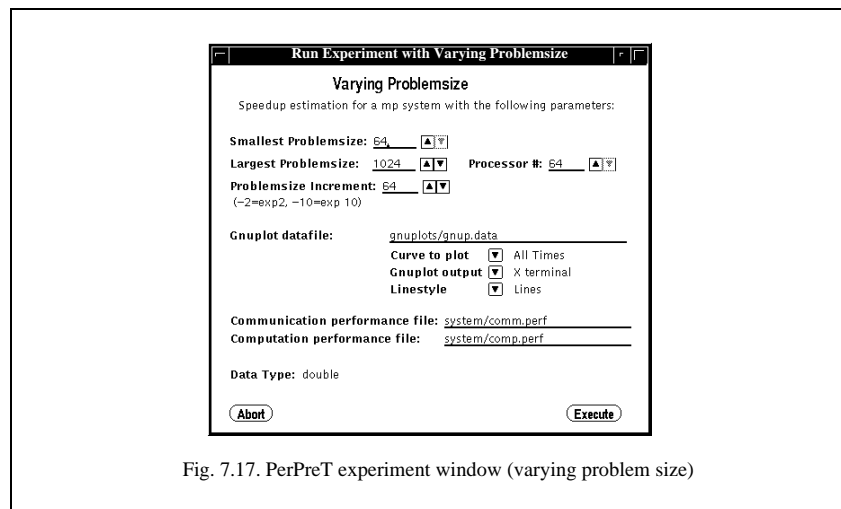 Run Experiment with Varying Problemsize
Varying Problemsize
Speedup estimation for a mp system with the following parameters:
Smallest Problemsize: 64
Largest Problemsize: 1024 Processor #: 64
Problemsize Increment: 64
(−2=exp2, −10=exp 10)
Gnuplot datafile: gnuplots/gnup.data
Curve to plot All Times
Gnuplot output X terminal
Linestyle Lines
Communication performance file: system/comm.perf
Computation performance file: system/comp.perf
Data Type: double
Abort Execute
Fig. 7.17. PerPreT experiment window (varying problem size)